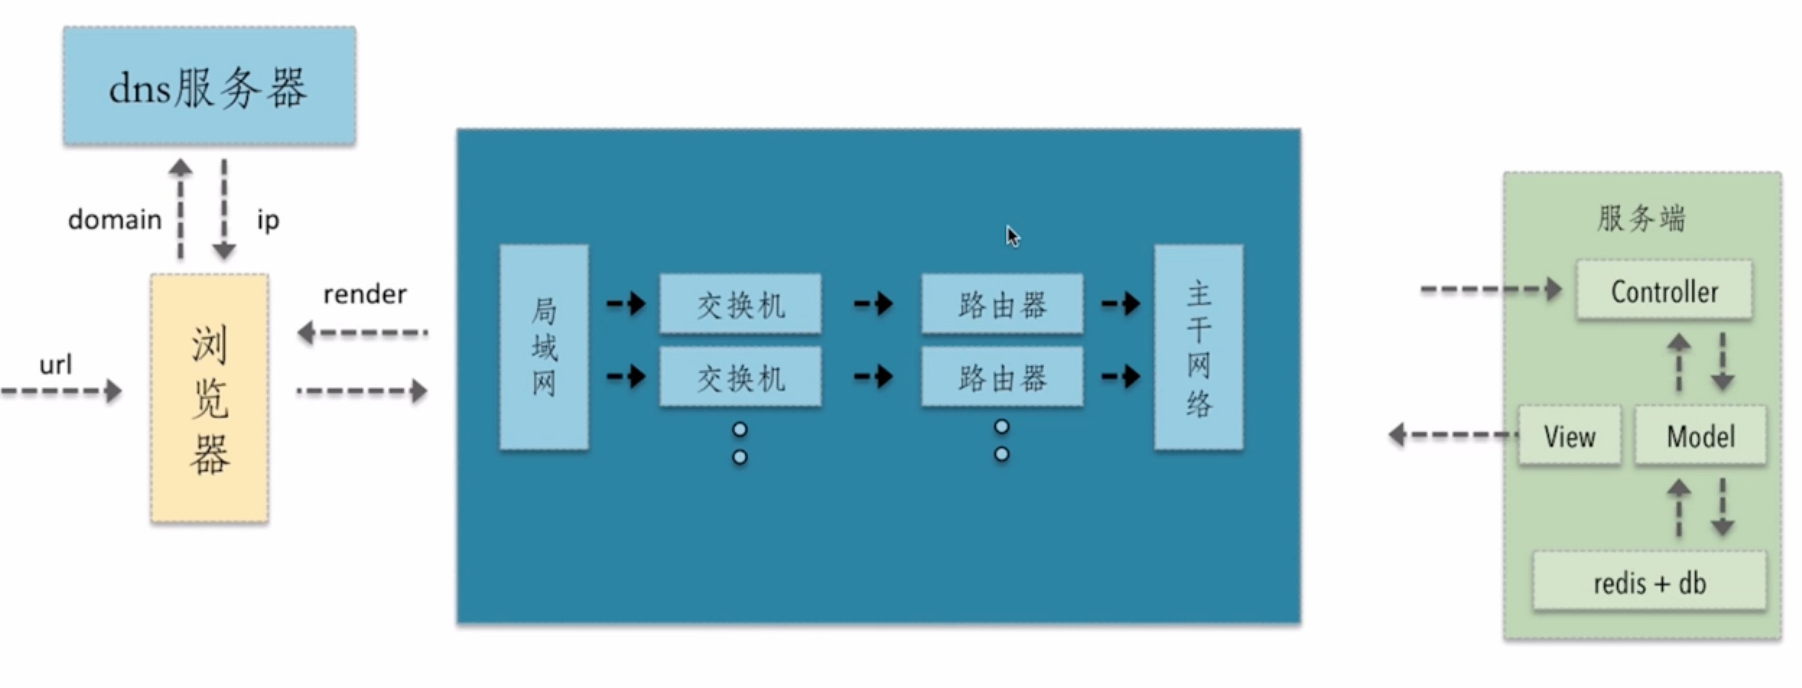 dns服务器
domain
ip
url
浏览器
render
局域网
交换机
路由器
交换机
路由器
主干网络
服务端
Controller
View
Model
redis + db